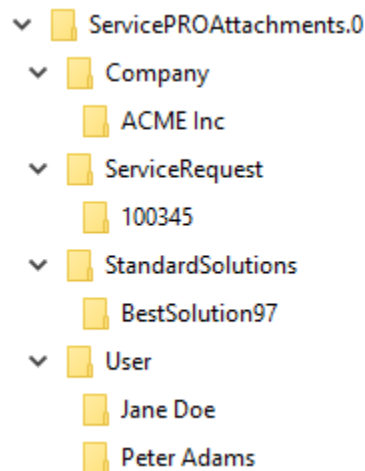 ServicePROAttachments.0
Company
ACME Inc
ServiceRequest
100345
StandardSolutions
BestSolution97
User
Jane Doe
Peter Adams